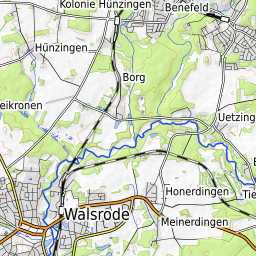 Kolonie Hünzingen
Benefeld
Hünzingen
Borg
eikronen
Uetzing
Honerdingen
Tie
Walsrode
Meinerdingen